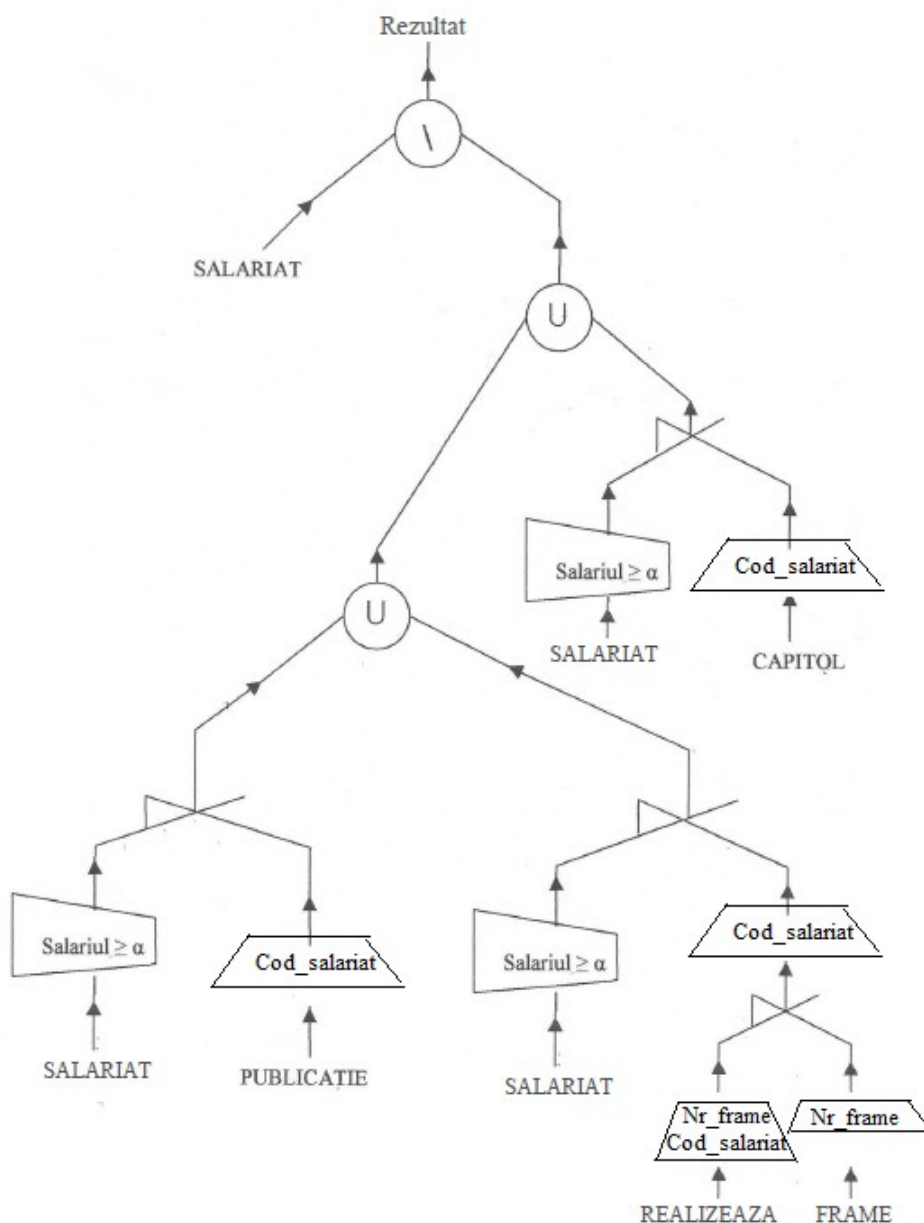 Rezultat
\
SALARIAT
U
Salariul ≥ α
Cod_salariat
SALARIAT
CAPITOL
U
Salariul ≥ α
Cod_salariat
SALARIAT
PUBLICATIE
Salariul ≥ α
Cod_salariat
SALARIAT
Nr_frame
Cod_salariat
Nr_frame
REALIZEAZA
FRAME